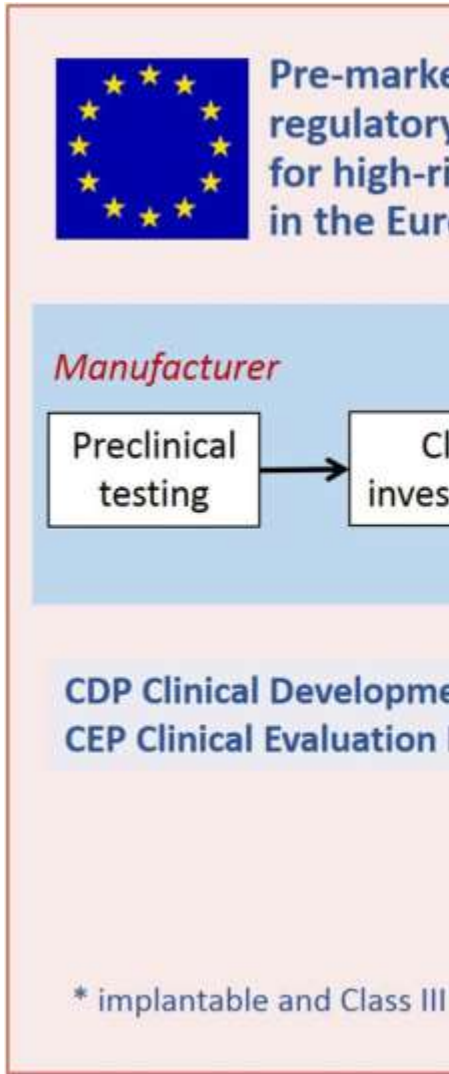 Pre-marke
regulatory
for high-ri
in the Eur
Manufacturer
Preclinical
testing
Cl
inves
CDP Clinical Developme
CEP Clinical Evaluation
* implantable and Class III